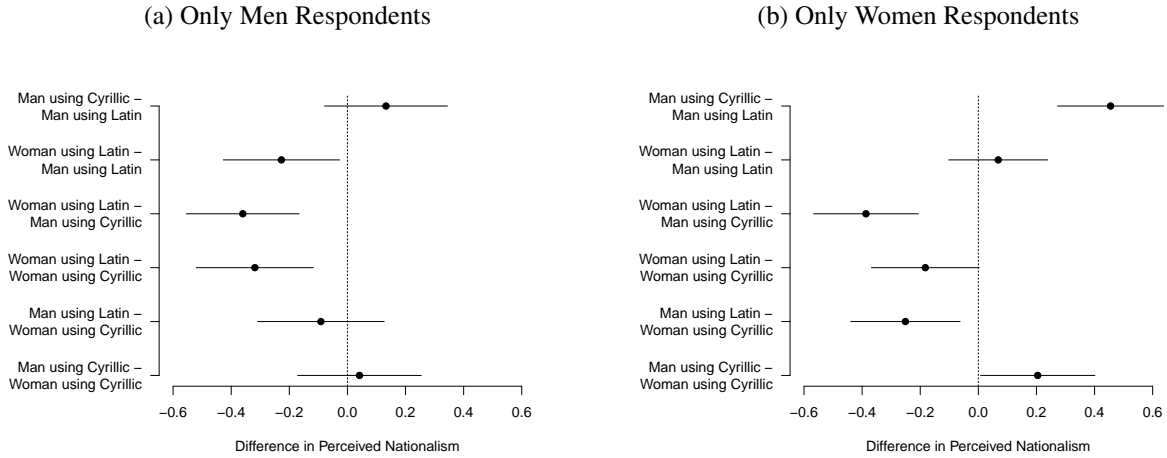 (a) Only Men Respondents
Man using Cyrillic −
Man using Latin
Woman using Latin −
Man using Latin
Woman using Latin −
Man using Cyrillic
Woman using Latin −
Woman using Cyrillic
Man using Latin −
Woman using Cyrillic
Man using Cyrillic −
Woman using Cyrillic
−0.6 −0.4 −0.2 0.0 0.2 0.4 0.6
Difference in Perceived Nationalism
(b) Only Women Respondents
Man using Cyrillic −
Man using Latin
Woman using Latin −
Man using Latin
Woman using Latin −
Man using Cyrillic
Woman using Latin −
Woman using Cyrillic
Man using Latin −
Woman using Cyrillic
Man using Cyrillic −
Woman using Cyrillic
−0.6 −0.4 −0.2 0.0 0.2 0.4 0.6
Difference in Perceived Nationalism